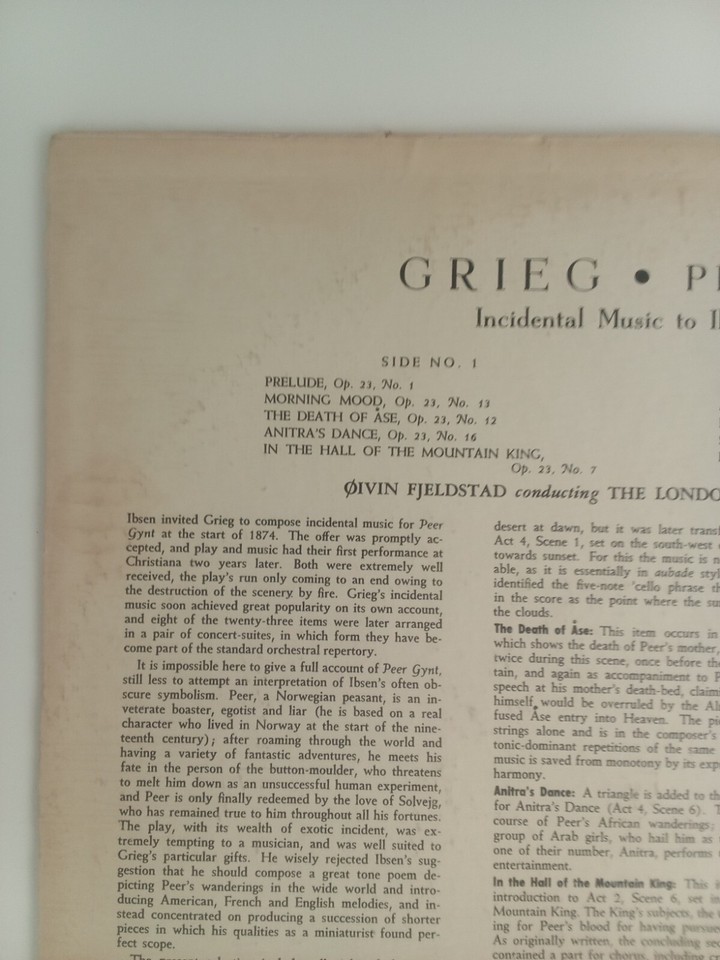 GRIEG • 
Incidental Music to
SIDE NO. 1
PRELUDE, Op. 23, No. 1
MORNING MOOD, Op. 23, No. 13
THE DEATH OF ÅSE, Op. 23, No. 12
ANITRA'S DANCE, Op. 23, No. 16
IN THE HALL OF THE MOUNTAIN KING,
Op. 23, No. 7
ØIVIN FJELDSTAD conducting THE
Ibsen invited Grieg to compose incidental music for Peer
Gynt at the start of 1874. The offer was promptly ac-
cepted, and play and music had their first performance at
Christiana two years later. Both were extremely well
received, the play's run only coming to an end owing to
the destruction of the scenery by fire. Grieg's incidental
music soon achieved great popularity on its own account,
and eight of the twenty-three items were later arranged
in a pair of concert-suites, in which form they have be-
come part of the standard orchestral repertory.
It is impossible here to give a full account of Peer Gynt,
still less to attempt an interpretation of Ibsen's often ob-
scure symbolism. Peer, a Norwegian peasant, is an in-
veterate boaster, egotist and liar (he is based on a real
character who lived in Norway at the start of the nine-
teenth century); after roaming through the world and
having a variety of fantastic adventures, he meets his
fate in the person of the button-moulder, who threatens
to melt him down as an unsuccessful human experiment,
and Peer is only finally redeemed by the love of Solvejg,
who has remained true to him throughout all his fortunes.
The play, with its wealth of exotic incident, was ex-
tremely tempting to a musician, and was well suited to
Grieg's particular gifts. He wisely rejected Ibsen's sug-
gestion that he should compose a great tone poem de-
picting Peer's wanderings in the wide world and intro-
ducing American, French and English melodies, and in-
stead concentrated on producing a succession of shorter
pieces in which his qualities as a miniaturist found per-
fect scope.
desert at dawn, but it was later
Act 4, Scene 1, set on the south-west
towards sunset. For this the music is
able, as it is essentially in aubade
identified the five-note 'cello phrase
in the score as the point where the
the clouds.
The Death of Åse: This item occurs in
which shows the death of Peer's mother,
twice during this scene, once before
tain, and again as accompaniment to
speech at his mother's death-bed,
himself would be overruled by the
fused Åse entry into Heaven. The
strings alone and is in the composer's
tonic-dominant repetitions of the same
music is saved from monotony by its
harmony.
Anitra's Dance: A triangle is added to
for Anitra's Dance (Act 4, Scene 6).
course of Peer's African wanderings;
group of Arab girls, who hail him as
one of their number, Anitra, performs
entertainment.
In the Hall of the Mountain King: This
introduction to Act 2, Scene 6, set
Mountain King. The King's subjects, the
ing for Peer's blood for having pursued
As originally written, the concluding
contained a part for chorus, including